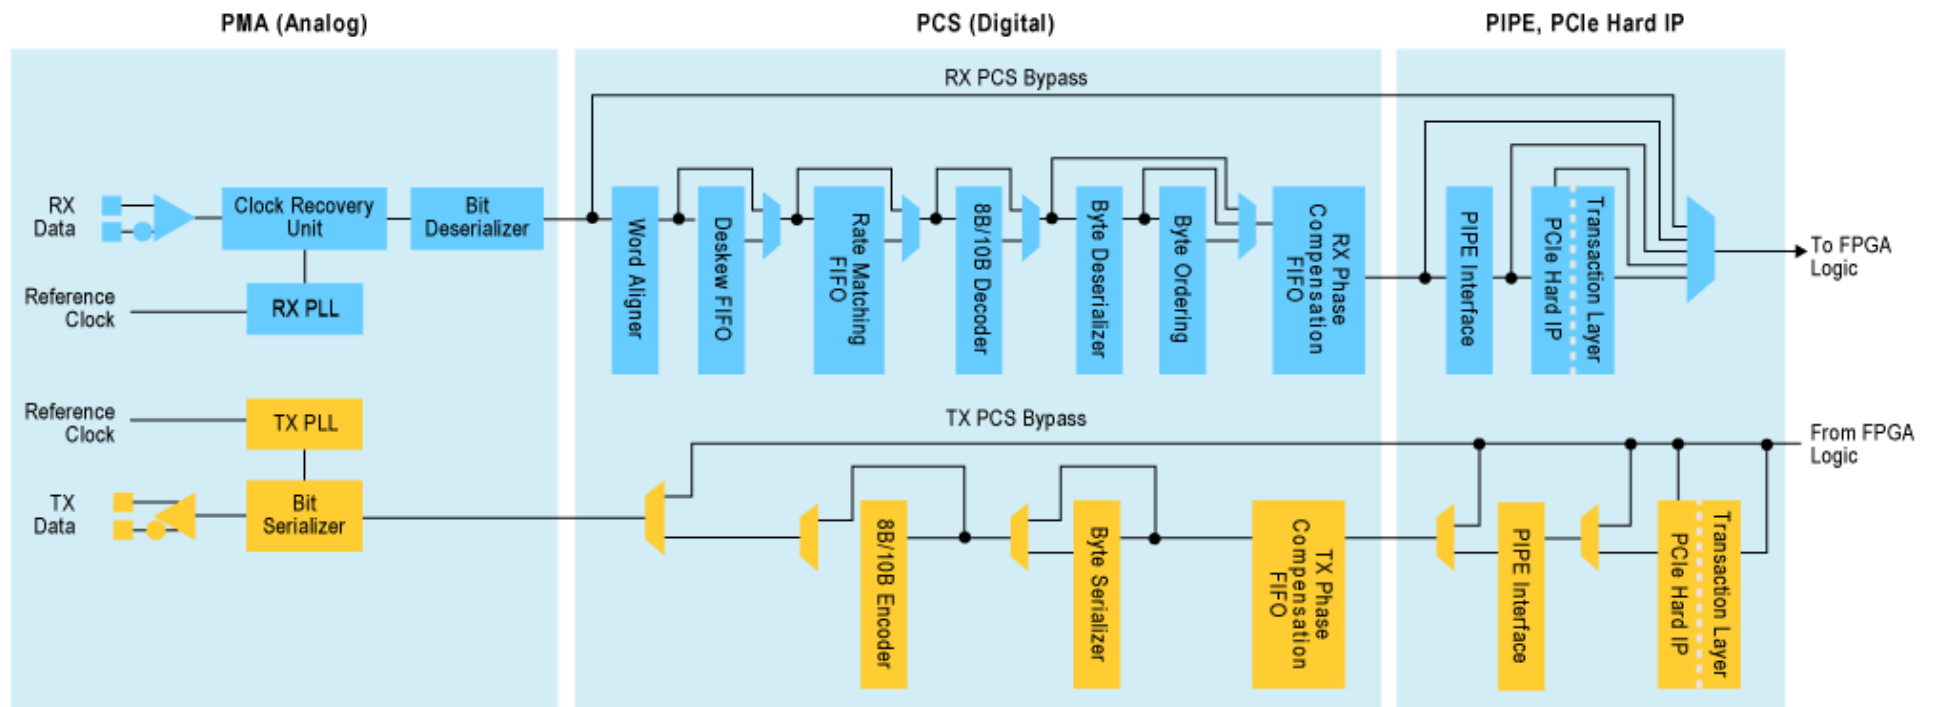 PMA (Analog)
PCS (Digital)
PIPE, PCIe Hard IP
RX PCS Bypass
RX
Data
Clock Recovery
Unit
Bit
Deserializer
Reference
Clock
RX PLL
Word Aligner
Deskew FIFO
Rate Matching
FIFO
8B/10B Decoder
Byte Deserializer
Byte Ordering
RX Phase
Compensation
FIFO
PIPE Interface
PCIe Hard IP
Transaction Layer
To FPGA
Logic
Reference
Clock
TX PLL
TX PCS Bypass
From FPGA
Logic
TX
Data
Bit
Serializer
8B/10B Encoder
Byte Serializer
TX Phase
Compensation
FIFO
PIPE Interface
PCIe Hard IP
Transaction Layer